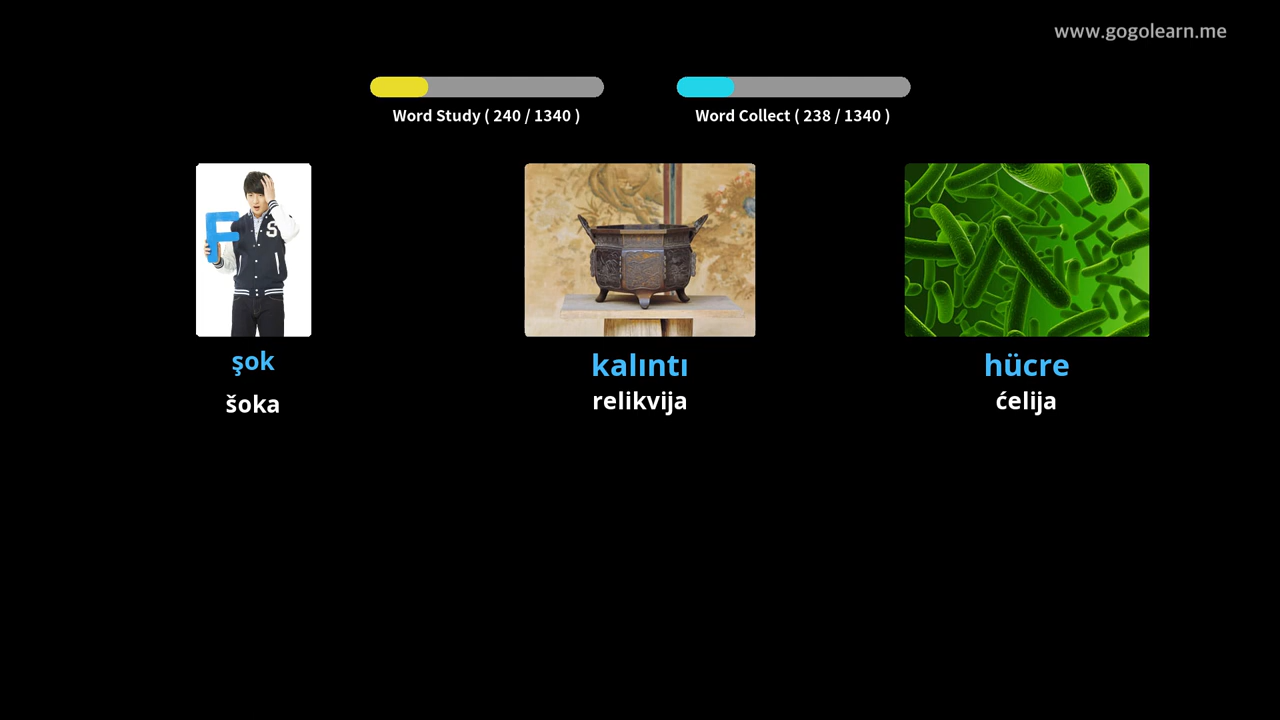 www.gogolearn.me
Word Study ( 240 / 1340 )
Word Collect ( 238 / 1340 )
F
S
şok
šoka
kalıntı
relikvija
hücre
ćelija